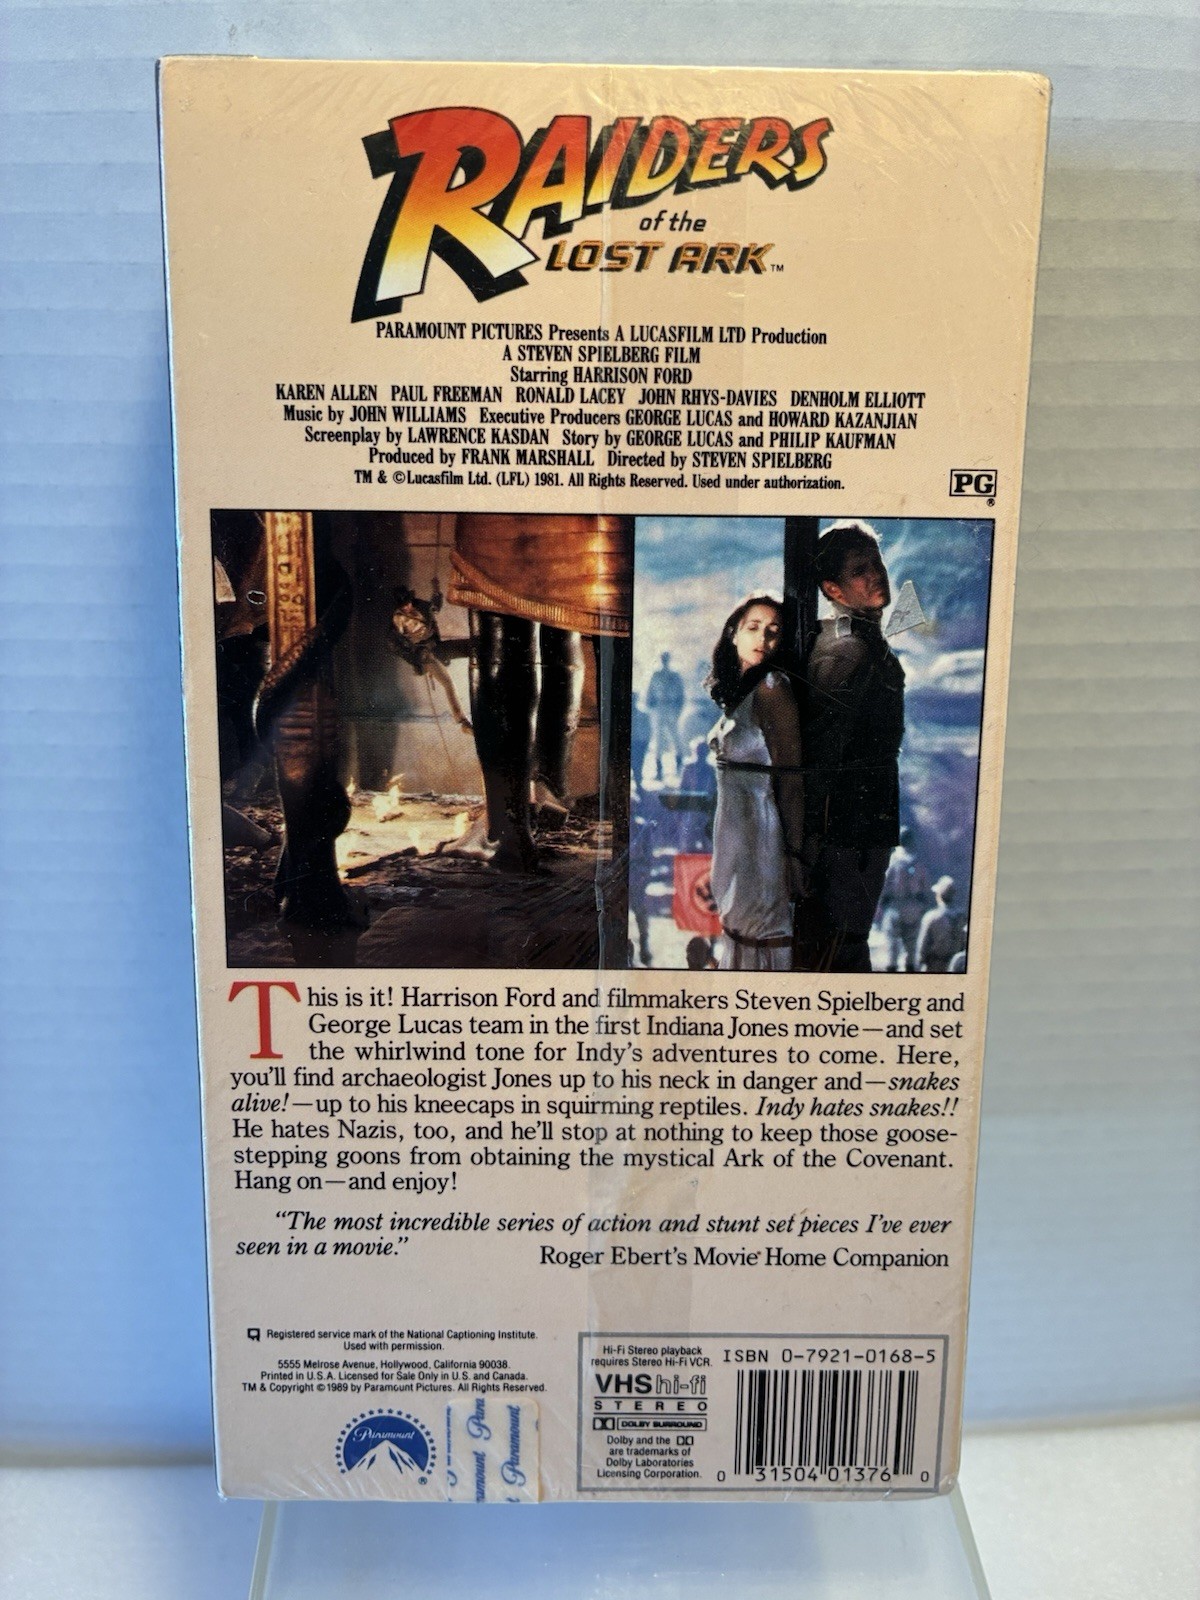 RAIDERS
of the
LOST ARK™
PARAMOUNT PICTURES Presents A LUCASFILM LTD Production
A STEVEN SPIELBERG FILM
Starring HARRISON FORD
KAREN ALLEN PAUL FREEMAN RONALD LACEY JOHN RHYS-DAVIES DENHOLM ELLIOTT
Music by JOHN WILLIAMS Executive Producers GEORGE LUCAS and HOWARD KAZANJIAN
Screenplay by LAWRENCE KASDAN Story by GEORGE LUCAS and PHILIP KAUFMAN
Produced by FRANK MARSHALL Directed by STEVEN SPIELBERG
TM & ©Lucasfilm Ltd. (LFL) 1981. All Rights Reserved. Used under authorization.
PG
®
This is it! Harrison Ford and filmmakers Steven Spielberg and
George Lucas team in the first Indiana Jones movie—and set
the whirlwind tone for Indy's adventures to come. Here,
you'll find archaeologist Jones up to his neck in danger and—snakes
alive!—up to his kneecaps in squirming reptiles. Indy hates snakes!!
He hates Nazis, too, and he'll stop at nothing to keep those goose-
stepping goons from obtaining the mystical Ark of the Covenant.
Hang on—and enjoy!
"The most incredible series of action and stunt set pieces I've ever
seen in a movie."
Roger Ebert's Movie Home Companion
Registered service mark of the National Captioning Institute.
Used with permission.
5555 Melrose Avenue, Hollywood, California 90038.
Printed in U.S.A. Licensed for Sale Only in U.S. and Canada.
TM & Copyright © 1989 by Paramount Pictures. All Rights Reserved.
Paramount
®
Paramount
Hi-Fi Stereo playback
requires Stereo Hi-Fi VCR.
VHS hi-fi
STEREO
DOLBY SURROUND
Dolby and the
are trademarks of
Dolby Laboratories
Licensing Corporation.
ISBN 0-7921-0168-5
0 31504 01376 0